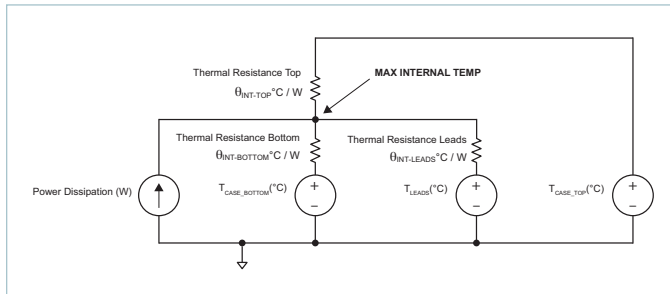 Thermal Resistance Top
θINT-TOP°C / W
MAX INTERNAL TEMP
Thermal Resistance Bottom
θINT-BOTTOM°C / W
Thermal Resistance Leads
θINT-LEADS°C / W
Power Dissipation (W)
TCASE_BOTTOM(°C)
TLEADS(°C)
TCASE_TOP(°C)
+
–
+
–
+
–